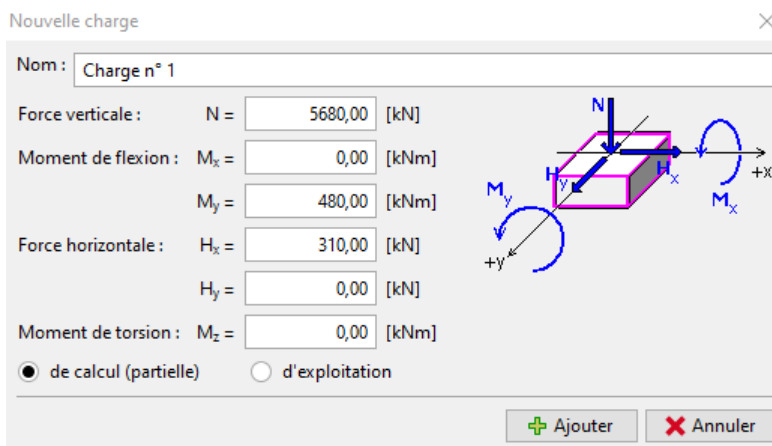 Nouvelle charge
Nom : Charge n° 1
Force verticale : N = 5680,00 [kN]
Moment de flexion : Mx = 0,00 [kNm]
My = 480,00 [kNm]
Force horizontale : Hx = 310,00 [kN]
Hy = 0,00 [kN]
Moment de torsion : Mz = 0,00 [kNm]
de calcul (partielle) d'exploitation
Ajouter Annuler
N
Hy
Hx
+x
My
Mx
+y